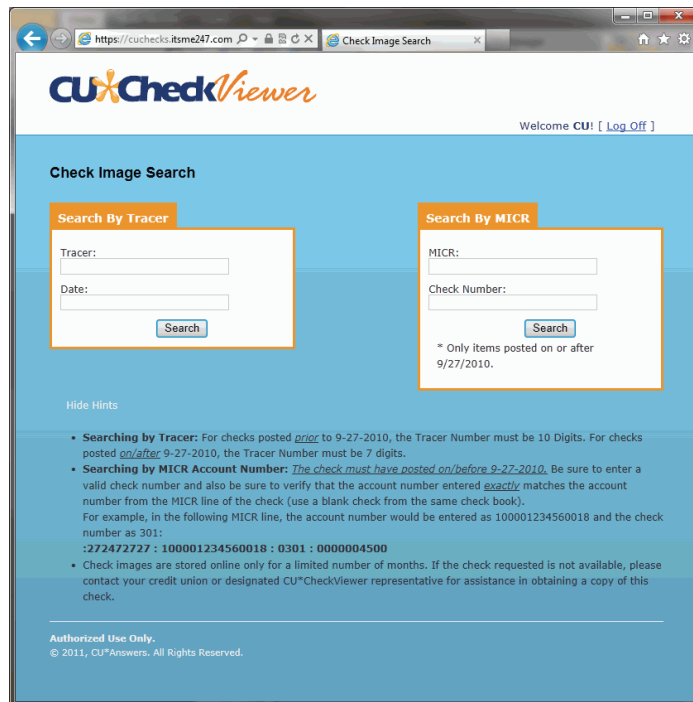 https://cuchecks.itsme247.com
Check Image Search
CU*CheckViewer
Welcome CU! [ Log Off ]
Check Image Search
Search By Tracer
Tracer:
Date:
Search
Search By MICR
MICR:
Check Number:
Search
* Only items posted on or after
9/27/2010.
Hide Hints
• Searching by Tracer: For checks posted prior to 9-27-2010, the Tracer Number must be 10 Digits. For checks
posted on/after 9-27-2010, the Tracer Number must be 7 digits.
• Searching by MICR Account Number: The check must have posted on/before 9-27-2010. Be sure to enter a
valid check number and also be sure to verify that the account number entered exactly matches the account
number from the MICR line of the check (use a blank check from the same check book).
For example, in the following MICR line, the account number would be entered as 100001234560018 and the check
number as 301:
:272472727 : 100001234560018 : 0301 : 0000004500
• Check images are stored online only for a limited number of months. If the check requested is not available, please
contact your credit union or designated CU*CheckViewer representative for assistance in obtaining a copy of this
check.
Authorized Use Only.
© 2011, CU*Answers. All Rights Reserved.